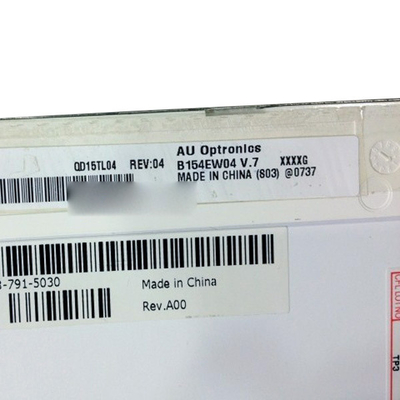 AU Optronics
QD15TL04 REV:04 B154EW04 V.7 XXXXG
MADE IN CHINA (S03) @0737
-791-5030 Made in China
Rev.A00
TP3